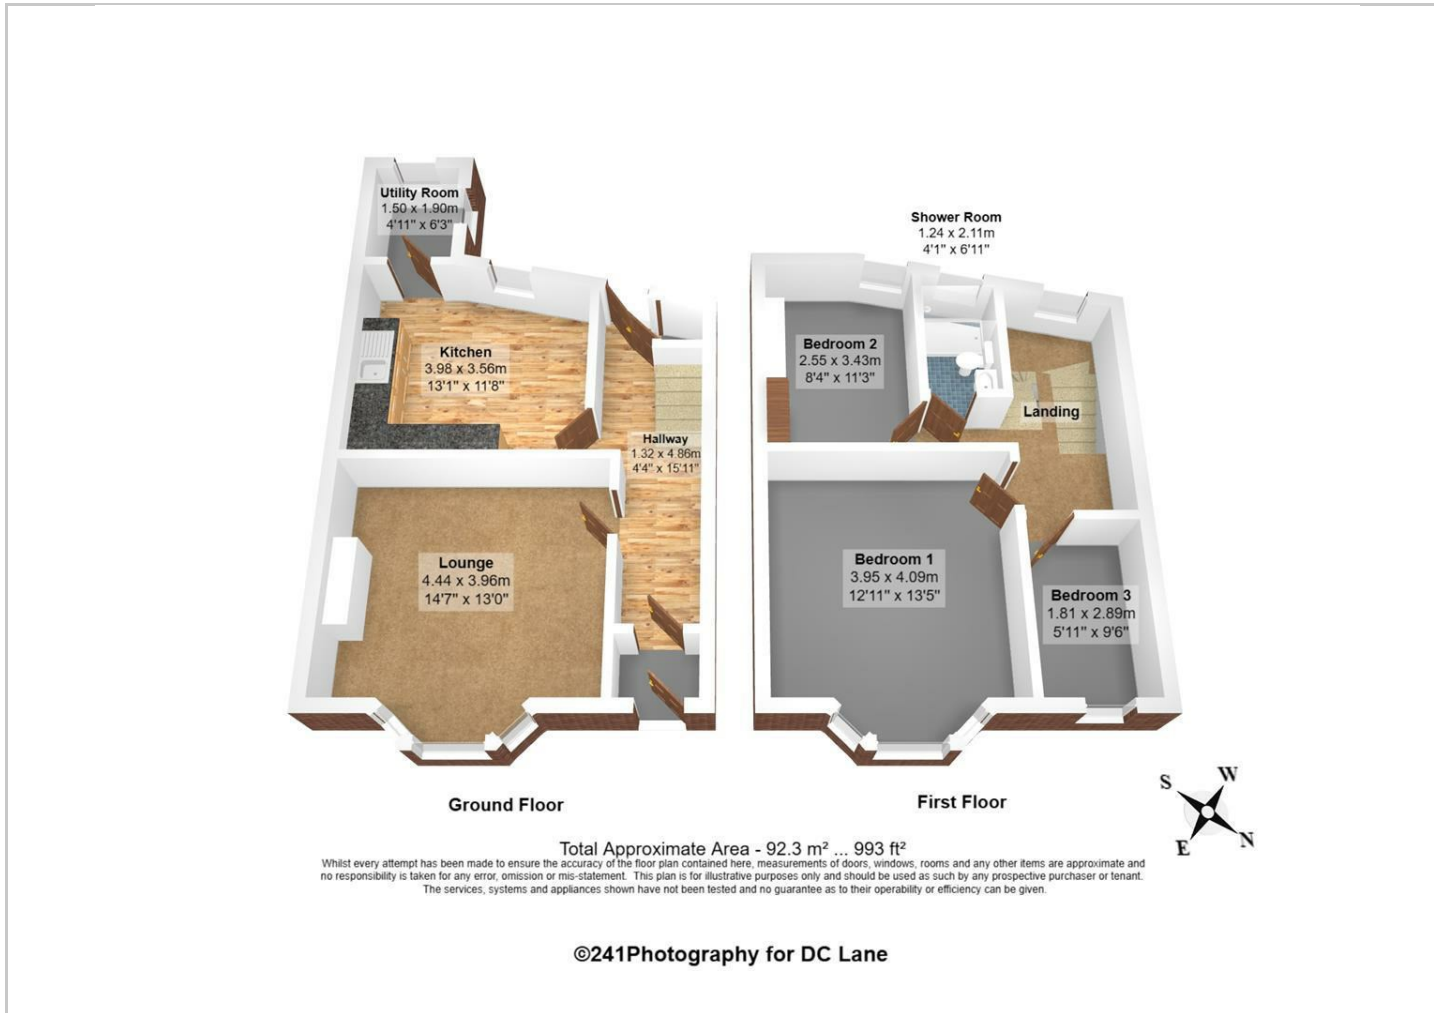 Utility Room
1.50 x 1.90m
4'11" x 6'3"
Kitchen
3.98 x 3.56m
13'1" x 11'8"
Hallway
1.32 x 4.86m
4'4" x 15'11"
Lounge
4.44 x 3.96m
14'7" x 13'0"
Ground Floor
Shower Room
1.24 x 2.11m
4'1" x 6'11"
Bedroom 2
2.55 x 3.43m
8'4" x 11'3"
Landing
Bedroom 1
3.95 x 4.09m
12'11" x 13'5"
Bedroom 3
1.81 x 2.89m
5'11" x 9'6"
First Floor
S W
E N
Total Approximate Area - 92.3 m² ... 993 ft²
Whilst every attempt has been made to ensure the accuracy of the floor plan contained here, measurements of doors, windows, rooms and any other items are approximate and
no responsibility is taken for any error, omission or mis-statement. This plan is for illustrative purposes only and should be used as such by any prospective purchaser or tenant.
The services, systems and appliances shown have not been tested and no guarantee as to their operability or efficiency can be given.
©241Photography for DC Lane